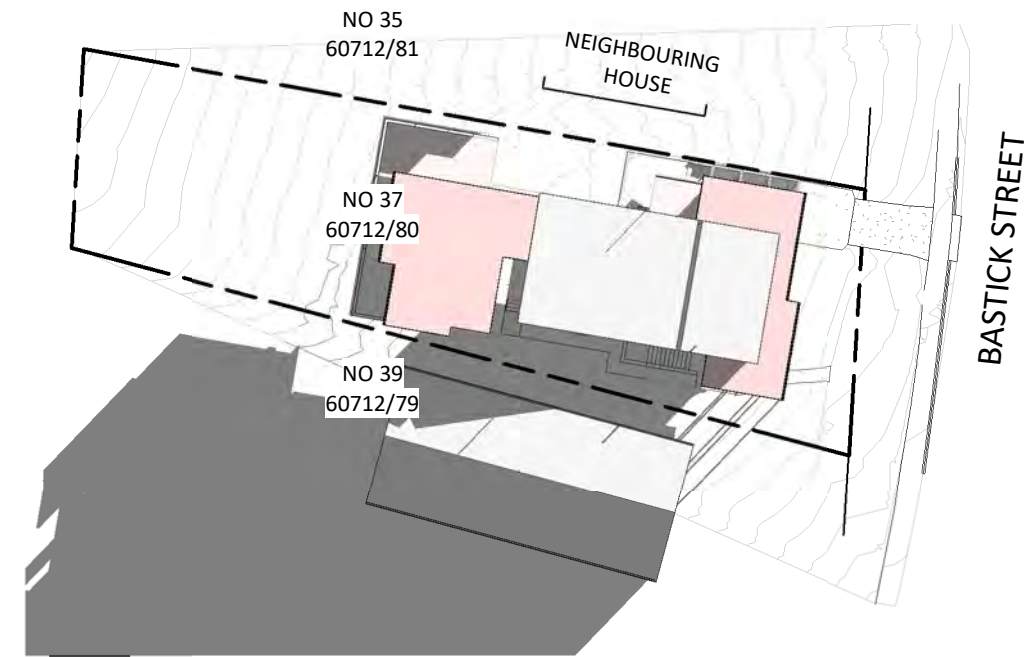 NO 35
60712/81
NEIGHBOURING
HOUSE
NO 37
60712/80
NO 39
60712/79
BASTICK STREET